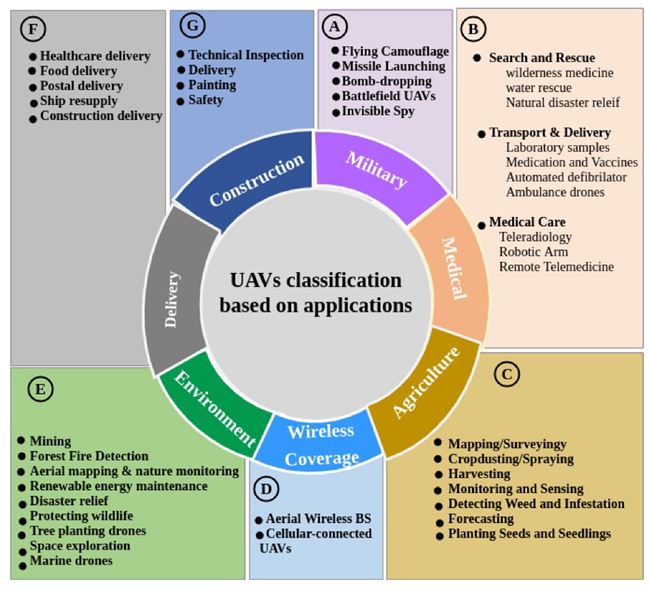 F
Healthcare delivery
Food delivery
Postal delivery
Ship resupply
Construction delivery
G
Technical Inspection
Delivery
Painting
Safety
A
Flying Camouflage
Missile Launching
Bomb-dropping
Battlefield UAVs
Invisible Spy
B
Search and Rescue
wilderness medicine
water rescue
Natural disaster releif
Transport & Delivery
Laboratory samples
Medication and Vaccines
Automated defibrilator
Ambulance drones
Medical Care
Teleradiology
Robotic Arm
Remote Telemedicine
Construction
Military
Medical
Agriculture
Wireless
Coverage
Environment
Delivery
UAVs classification
based on applications
E
Mining
Forest Fire Detection
Aerial mapping & nature monitoring
Renewable energy maintenance
Disaster relief
Protecting wildlife
Tree planting drones
Space exploration
Marine drones
D
Aerial Wireless BS
Cellular-connected
UAVs
C
Mapping/Surveyingy
Cropdusting/Spraying
Harvesting
Monitoring and Sensing
Detecting Weed and Infestation
Forecasting
Planting Seeds and Seedlings